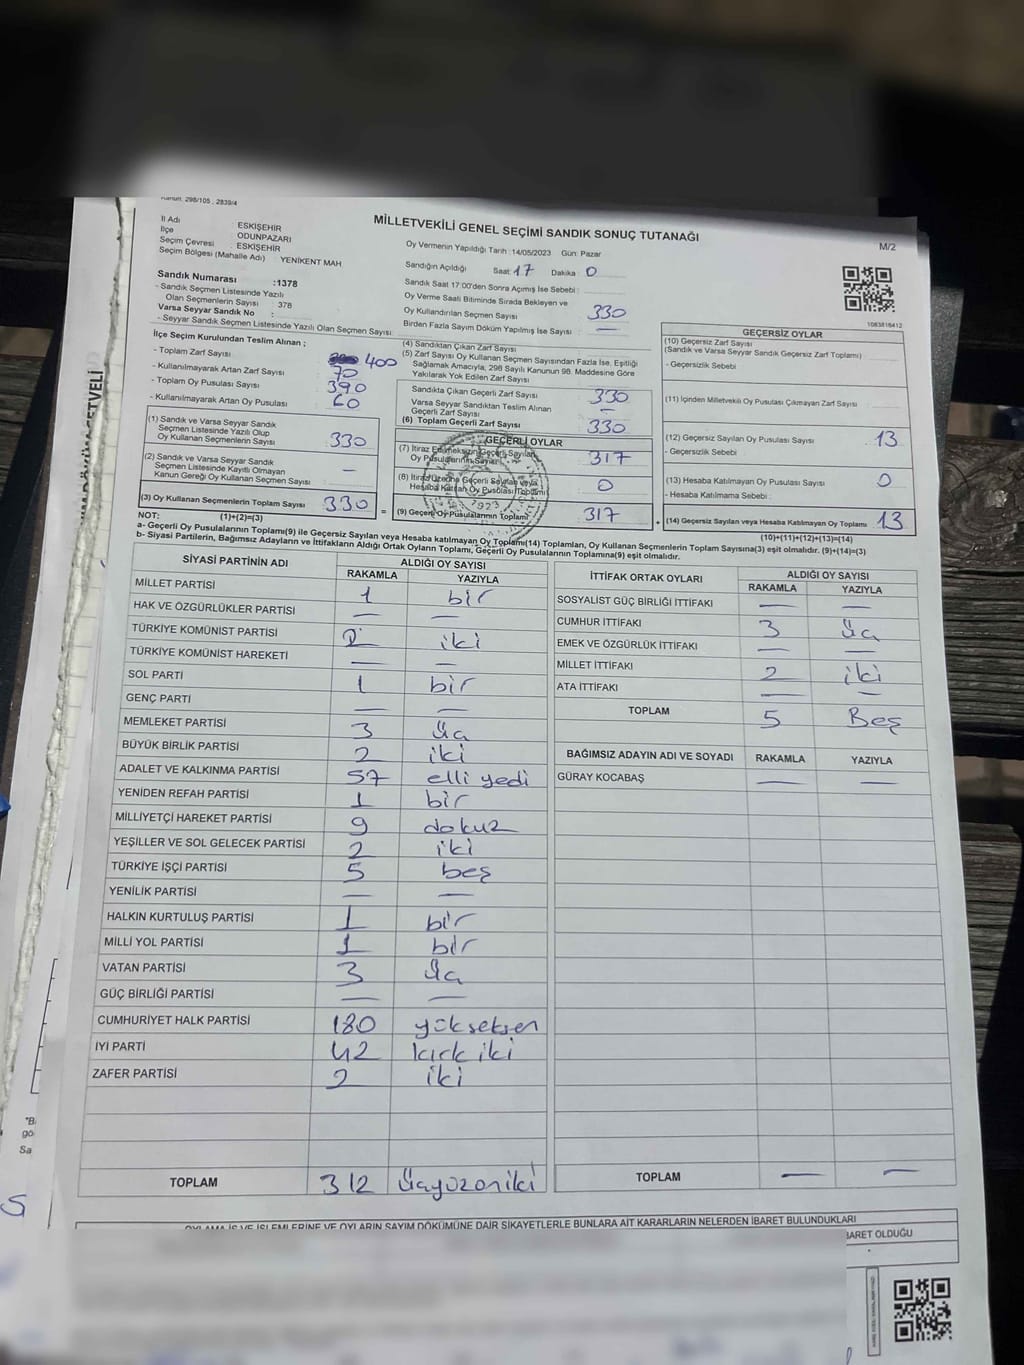 Kanun: 298/105, 2839/4
MİLLETVEKİLİ GENEL SEÇİMİ SANDIK SONUÇ TUTANAĞI
M/2
İl Adı : ESKİŞEHİR
İlçe : ODUNPAZARI
Seçim Çevresi : ESKİŞEHİR
Seçim Bölgesi (Mahalle Adı) YENİKENT MAH
Sandık Numarası :1378
- Sandık Seçmen Listesinde Yazılı
Olan Seçmenlerin Sayısı : 378
Varsa Seyyar Sandık No :
- Seyyar Sandık Seçmen Listesinde Yazılı Olan Seçmen Sayısı:
Oy Vermenin Yapıldığı Tarih :14/05/2023 Gün: Pazar
Sandığın Açıldığı Saat 17 Dakika 0
Sandık Saat 17:00'den Sonra Açılmış İse Sebebi :
Oy Verme Saati Bitiminde Sırada Bekleyen ve
Oy Kullandırılan Seçmen Sayısı 330
Birden Fazla Sayım Döküm Yapılmış İse Sayısı : —
1083818412
İlçe Seçim Kurulundan Teslim Alınan ;
- Toplam Zarf Sayısı 400
- Kullanılmayarak Artan Zarf Sayısı 70
- Toplam Oy Pusulası Sayısı 390
- Kullanılmayarak Artan Oy Pusulası 60
(1) Sandık ve Varsa Seyyar Sandık
Seçmen Listesinde Yazılı Olup
Oy Kullanan Seçmenlerin Sayısı 330
(2) Sandık ve Varsa Seyyar Sandık
Seçmen Listesinde Kayıtlı Olmayan
Kanun Gereği Oy Kullanan Seçmen Sayısı : —
(3) Oy Kullanan Seçmenlerin Toplam Sayısı 330
(1)+(2)=(3)
(4) Sandıktan Çıkan Zarf Sayısı
(5) Zarf Sayısı Oy Kullanan Seçmen Sayısından Fazla İse, Eşitliği
Sağlamak Amacıyla, 298 Sayılı Kanunun 98. Maddesine Göre
Yakılarak Yok Edilen Zarf Sayısı
Sandıkta Çıkan Geçerli Zarf Sayısı 330
Varsa Seyyar Sandıktan Teslim Alınan
Geçerli Zarf Sayısı —
(6) Toplam Geçerli Zarf Sayısı 330
GEÇERLİ OYLAR
(7) İtiraz Edilmeksizin Geçerli Sayılan
Oy Pusulalarının Sayısı 317
(8) İtiraz Üzerine Geçerli Sayılan veya
Hesaba Katılan Oy Pusulası Toplamı 0
1923
(9) Geçerli Oy Pusulalarının Toplamı 317
GEÇERSİZ OYLAR
(10) Geçersiz Zarf Sayısı
(Sandık ve Varsa Seyyar Sandık Geçersiz Zarf Toplamı)
- Geçersizlik Sebebi
(11) İçinden Milletvekili Oy Pusulası Çıkmayan Zarf Sayısı
(12) Geçersiz Sayılan Oy Pusulası Sayısı 13
- Geçersizlik Sebebi
(13) Hesaba Katılmayan Oy Pusulası Sayısı 0
- Hesaba Katılmama Sebebi :
(14) Geçersiz Sayılan veya Hesaba Katılmayan Oy Toplamı 13
(10)+(11)+(12)+(13)=(14)
NOT:
a- Geçerli Oy Pusulalarının Toplamı(9) ile Geçersiz Sayılan veya Hesaba katılmayan Oy Toplamı(14) Toplamları, Oy Kullanan Seçmenlerin Toplam Sayısına(3) eşit olmalıdır. (9)+(14)=(3)
b- Siyasi Partilerin, Bağımsız Adayların ve İttifakların Aldığı Ortak Oyların Toplamı, Geçerli Oy Pusulalarının Toplamına(9) eşit olmalıdır.
SİYASİ PARTİNİN ADI ALDIĞI OY SAYISI
RAKAMLA YAZIYLA
MİLLET PARTİSİ 1 bir
HAK VE ÖZGÜRLÜKLER PARTİSİ — —
TÜRKİYE KOMÜNİST PARTİSİ 2 iki
TÜRKİYE KOMÜNİST HAREKETİ — —
SOL PARTİ 1 bir
GENÇ PARTİ — —
MEMLEKET PARTİSİ 3 Üç
BÜYÜK BİRLİK PARTİSİ 2 iki
ADALET VE KALKINMA PARTİSİ 57 elli yedi
YENİDEN REFAH PARTİSİ 1 bir
MİLLİYETÇİ HAREKET PARTİSİ 9 dokuz
YEŞİLLER VE SOL GELECEK PARTİSİ 2 iki
TÜRKİYE İŞÇİ PARTİSİ 5 beş
YENİLİK PARTİSİ — —
HALKIN KURTULUŞ PARTİSİ 1 bir
MİLLİ YOL PARTİSİ 1 bir
VATAN PARTİSİ 3 Üç
GÜÇ BİRLİĞİ PARTİSİ — —
CUMHURİYET HALK PARTİSİ 180 yükseksen
İYİ PARTİ 42 kırk iki
ZAFER PARTİSİ 2 iki
TOPLAM 312 Üçyüzoniki
İTTİFAK ORTAK OYLARI ALDIĞI OY SAYISI
RAKAMLA YAZIYLA
SOSYALİST GÜÇ BİRLİĞİ İTTİFAKI — —
CUMHUR İTTİFAKI 3 Üç
EMEK VE ÖZGÜRLÜK İTTİFAKI — —
MİLLET İTTİFAKI 2 iki
ATA İTTİFAKI — —
TOPLAM 5 Beş
BAĞIMSIZ ADAYIN ADI VE SOYADI RAKAMLA YAZIYLA
GÜRAY KOCABAŞ — —
TOPLAM — —
OYLAMA İŞ VE İŞLEMLERİNE VE OYLARIN SAYIM DÖKÜMÜNE DAİR ŞİKAYETLERLE BUNLARA AİT KARARLARIN NELERDEN İBARET BULUNDUKLARI
BARET OLDUĞU
"B
gö
Sa
5